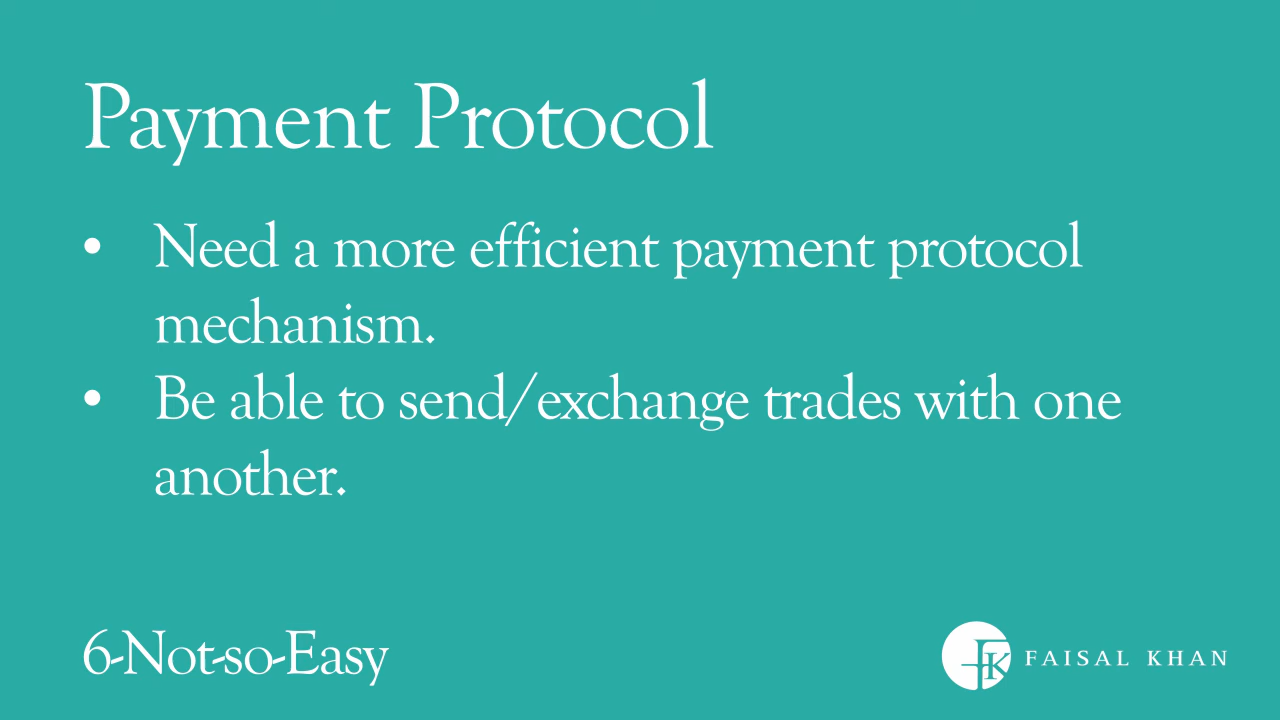 Payment Protocol
• Need a more efficient payment protocol
mechanism.
• Be able to send/exchange trades with one
another.
6-Not-so-Easy
FK FAISAL KHAN